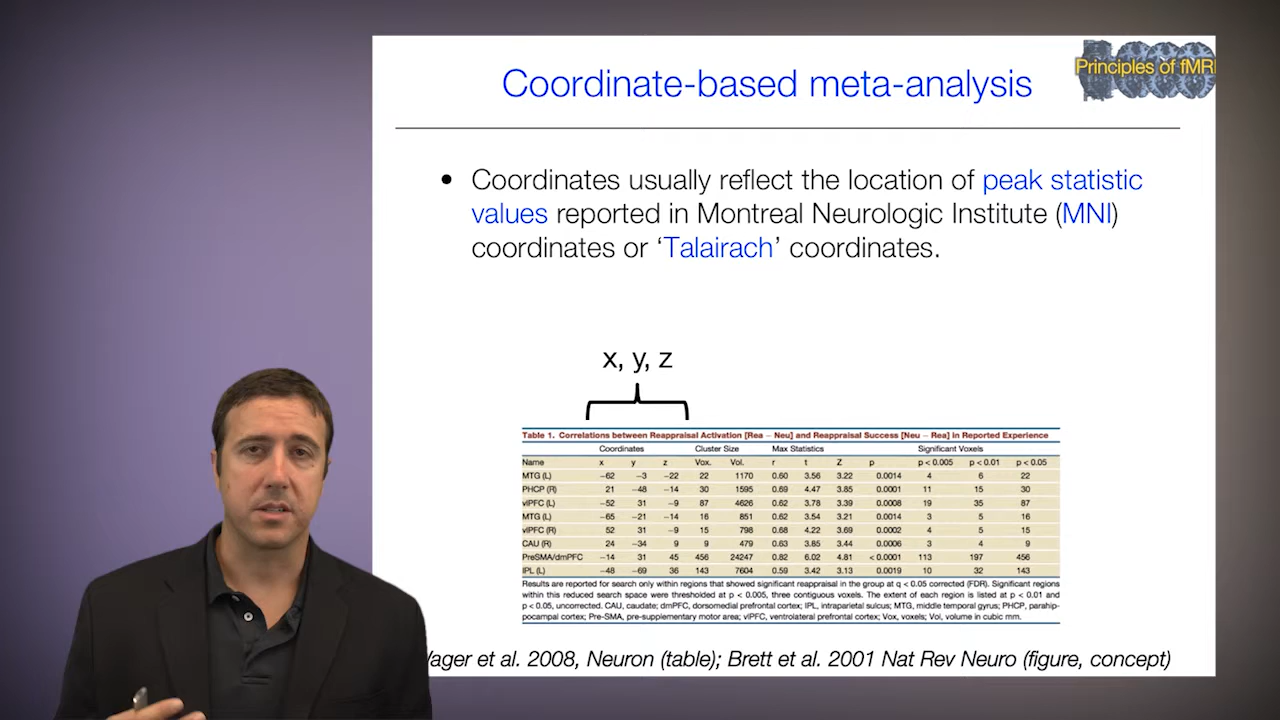 Principles of fMRI
Coordinate-based meta-analysis
• Coordinates usually reflect the location of peak statistic
values reported in Montreal Neurologic Institute (MNI)
coordinates or ‘Talairach’ coordinates.
x, y, z
Table 1. Correlations between Reappraisal Activation [Rea − Neu] and Reappraisal Success [Neu − Rea] in Reported Experience
Coordinates Cluster Size Max Statistics Significant Voxels
Name x y z Vox. Vol. r t Z p p < 0.005 p < 0.01 p < 0.05
MTG (L) −62 −3 −22 22 1170 0.60 3.56 3.22 0.0014 4 6 22
PHCP (R) 21 −48 −14 30 1595 0.69 4.47 3.85 0.0001 11 15 30
vlPFC (L) −52 31 −9 87 4626 0.62 3.78 3.39 0.0008 19 35 87
MTG (L) −65 −21 −14 16 851 0.62 3.54 3.21 0.0014 3 5 16
vlPFC (R) 52 31 −9 15 798 0.68 4.22 3.69 0.0002 4 5 15
CAU (R) 24 −34 9 9 479 0.63 3.85 3.44 0.0006 3 4 9
PreSMA/dmPFC −14 31 45 456 24247 0.82 6.02 4.81 <0.0001 113 197 456
IPL (L) −48 −69 36 143 7604 0.59 3.42 3.13 0.0019 10 32 143
Results are reported for search only within regions that showed significant reappraisal in the group at q < 0.05 corrected (FDR). Significant regions
within this reduced search space were thresholded at p < 0.005, three contiguous voxels. The extent of each region is listed at p < 0.01 and
p < 0.05, uncorrected. CAU, caudate; dmPFC, dorsomedial prefrontal cortex; IPL, intraparietal sulcus; MTG, middle temporal gyrus; PHCP, parahip-
pocampal cortex; Pre-SMA, pre-supplementary motor area; vlPFC, ventrolateral prefrontal cortex; Vox, voxels; Vol, volume in cubic mm.
ager et al. 2008, Neuron (table); Brett et al. 2001 Nat Rev Neuro (figure, concept)